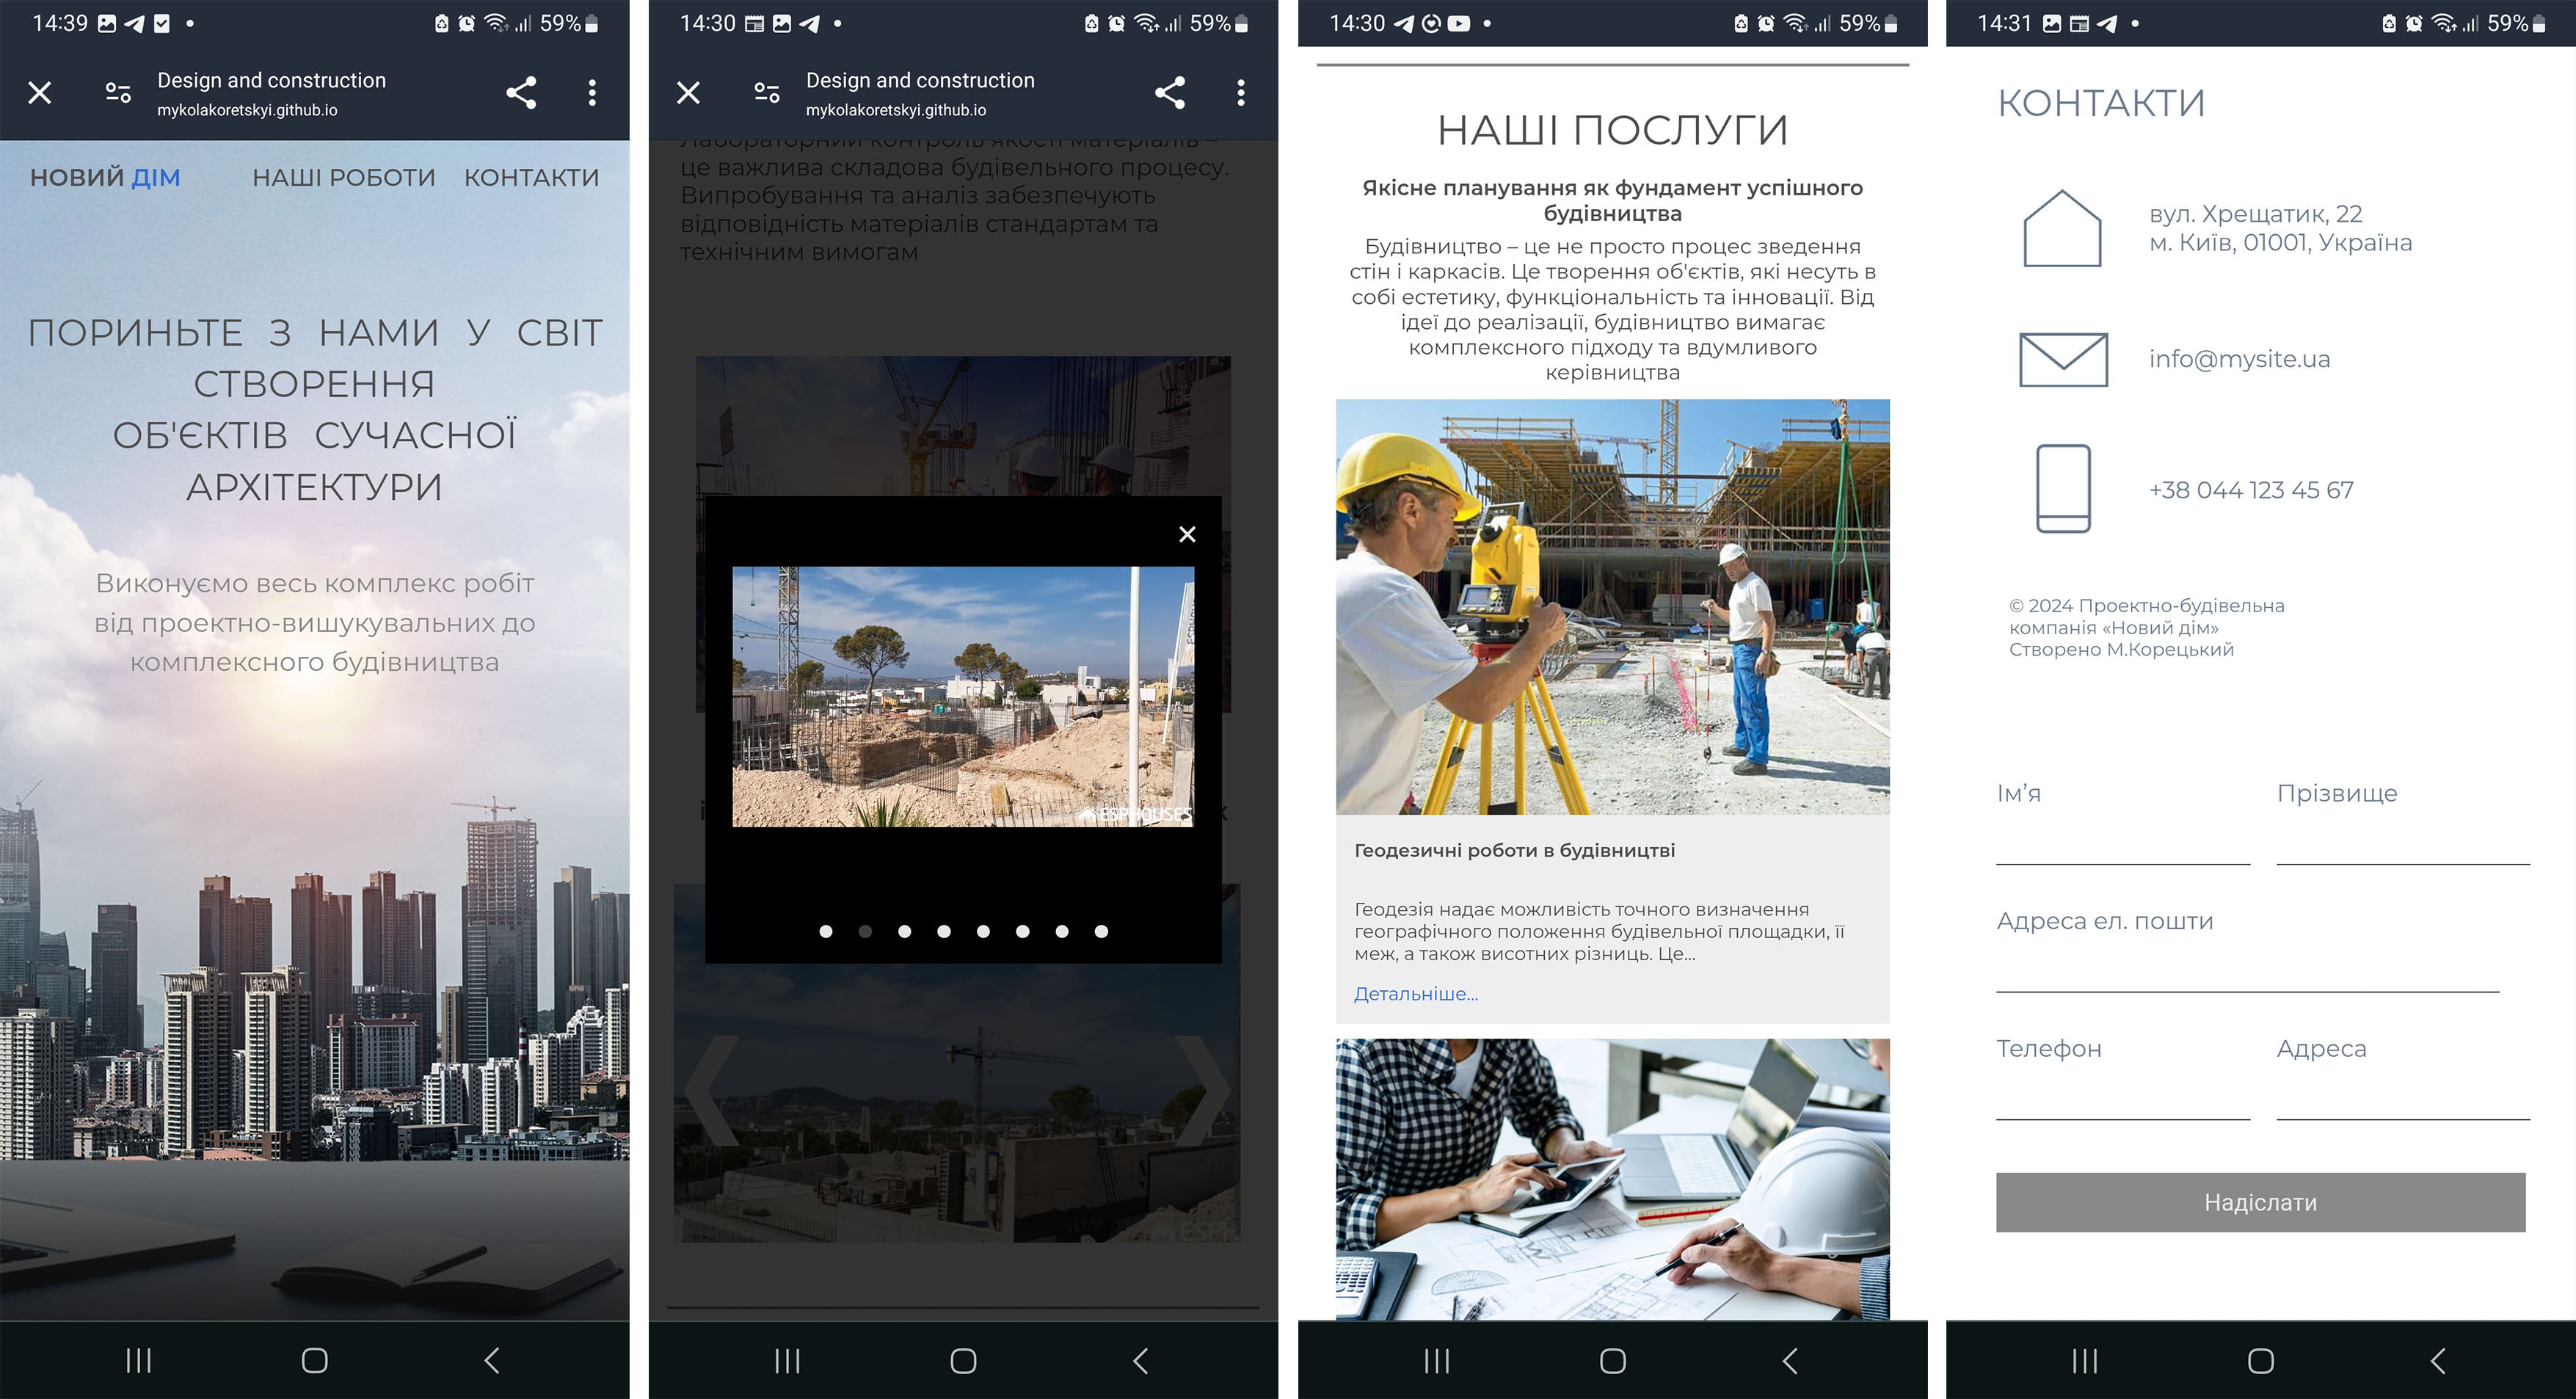 14:39
59%
Design and construction
mykolakoretskyi.github.io
НОВИЙ ДІМ НАШІ РОБОТИ КОНТАКТИ
ПОРИНЬТЕ З НАМИ У СВІТ
СТВОРЕННЯ
ОБ'ЄКТІВ СУЧАСНОЇ
АРХІТЕКТУРИ
Виконуємо весь комплекс робіт
від проектно-вишукувальних до
комплексного будівництва
14:30
59%
Design and construction
mykolakoretskyi.github.io
Лабораторний контроль якості матеріалів –
це важлива складова будівельного процесу.
Випробування та аналіз забезпечують
відповідність матеріалів стандартам та
технічним вимогам
ESPHOUSES
14:30
59%
НАШІ ПОСЛУГИ
Якісне планування як фундамент успішного
будівництва
Будівництво – це не просто процес зведення
стін і каркасів. Це творення об'єктів, які несуть в
собі естетику, функціональність та інновації. Від
ідеї до реалізації, будівництво вимагає
комплексного підходу та вдумливого
керівництва
Геодезичні роботи в будівництві
Геодезія надає можливість точного визначення
географічного положення будівельної площадки, її
меж, а також висотних різниць. Це...
Детальніше...
14:31
59%
КОНТАКТИ
вул. Хрещатик, 22
м. Київ, 01001, Україна
info@mysite.ua
+38 044 123 45 67
© 2024 Проектно-будівельна
компанія «Новий дім»
Створено М.Корецький
Ім’я Прізвище
Адреса ел. пошти
Телефон Адреса
Надіслати